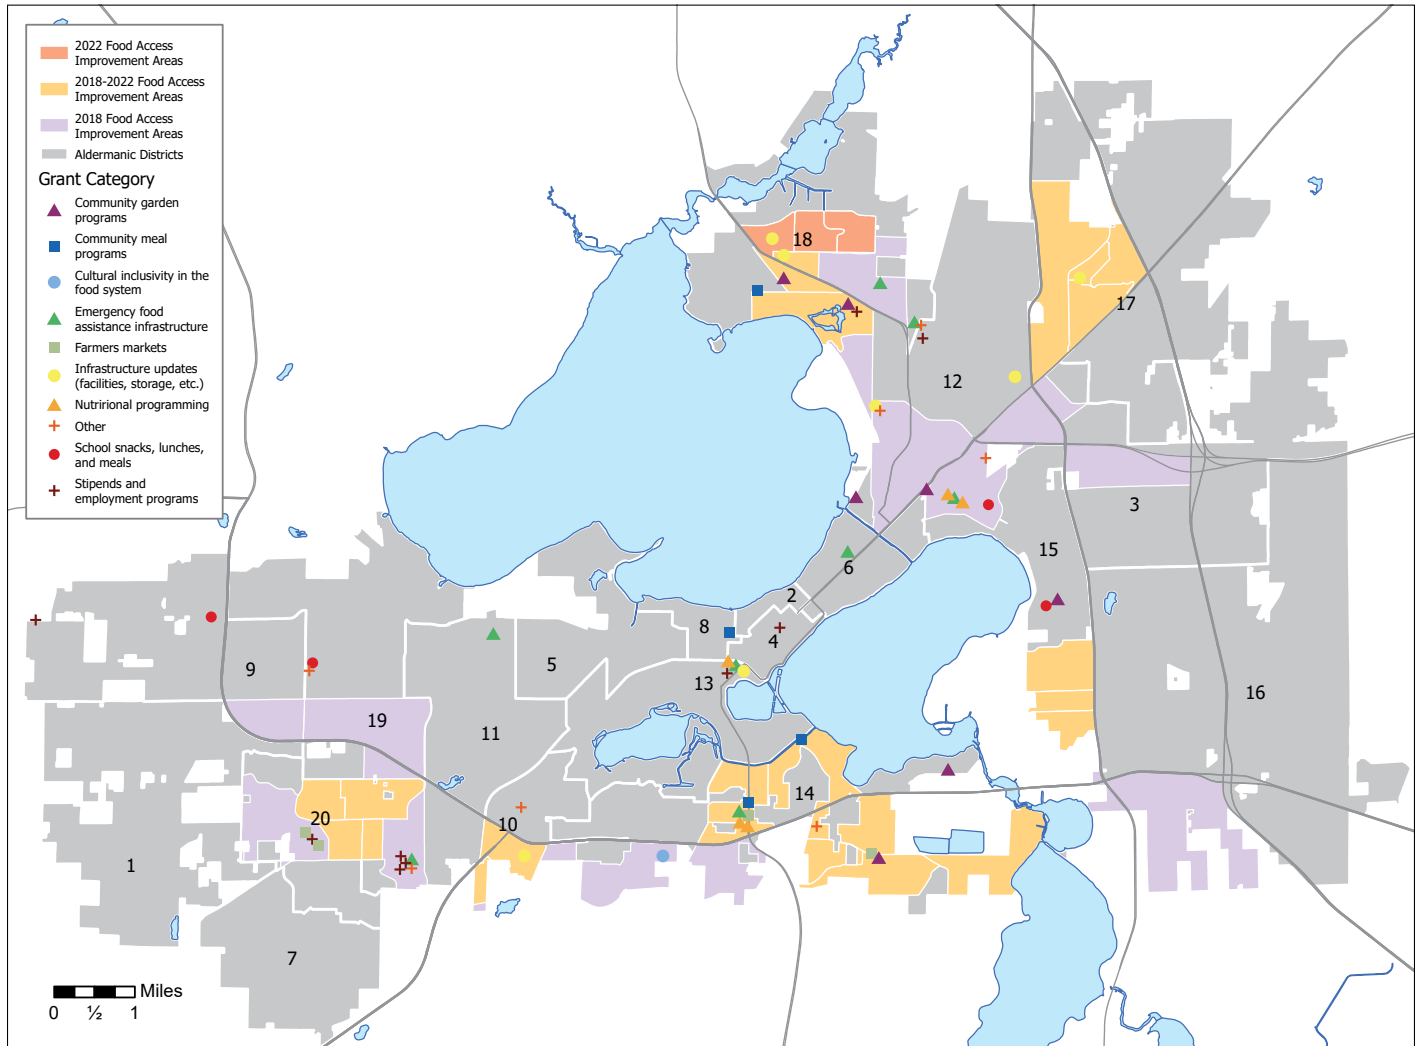 2022 Food Access
Improvement Areas
2018-2022 Food Access
Improvement Areas
2018 Food Access
Improvement Areas
Aldermanic Districts
Grant Category
Community garden
programs
Community meal
programs
Cultural inclusivity in the
food system
Emergency food
assistance infrastructure
Farmers markets
Infrastructure updates
(facilities, storage, etc.)
Nutrirional programming
Other
School snacks, lunches,
and meals
Stipends and
employment programs
18
17
12
3
15
6
2
8
4
5
9
13
16
19
11
14
20
10
1
7
Miles
0 ½ 1